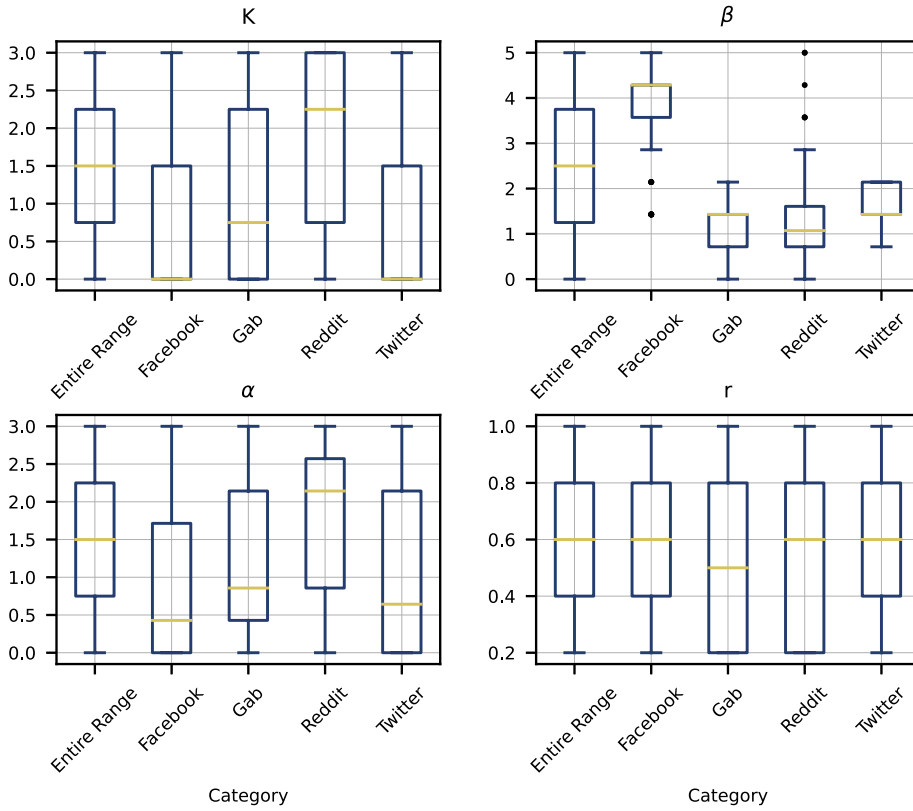 K
3.0
2.5
2.0
1.5
1.0
0.5
0.0
Entire Range
Facebook
Gab
Reddit
Twitter
β
5
4
3
2
1
0
Entire Range
Facebook
Gab
Reddit
Twitter
α
3.0
2.5
2.0
1.5
1.0
0.5
0.0
Entire Range
Facebook
Gab
Reddit
Twitter
Category
r
1.0
0.8
0.6
0.4
0.2
Entire Range
Facebook
Gab
Reddit
Twitter
Category